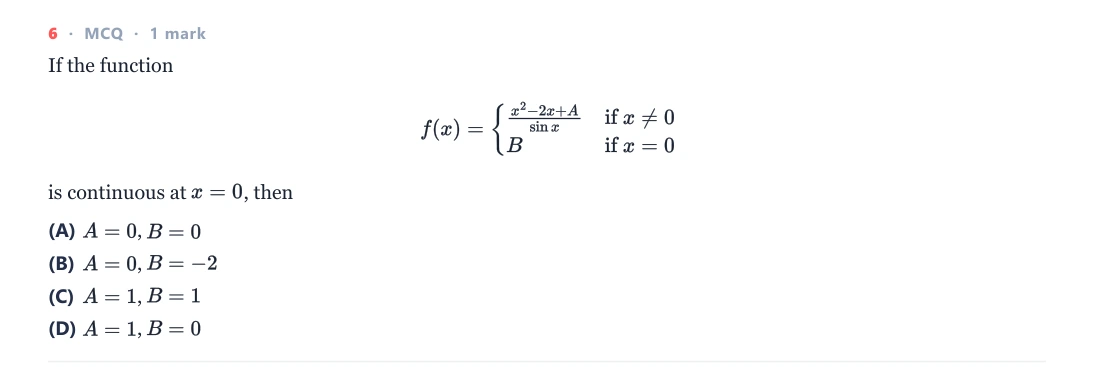 6 · MCQ · 1 mark
If the function
f(x) = { (x² − 2x + A)/(sin x) if x ≠ 0
B if x = 0
is continuous at x = 0, then
(A) A = 0, B = 0
(B) A = 0, B = −2
(C) A = 1, B = 1
(D) A = 1, B = 0